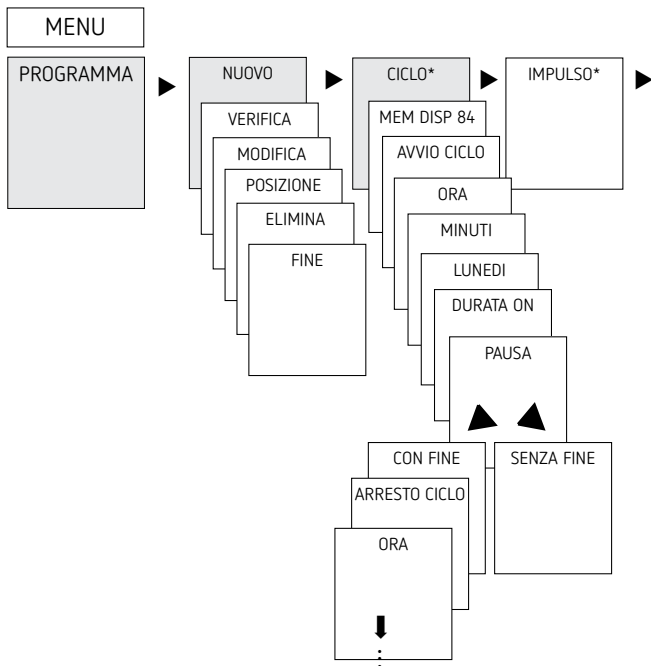 MENU
PROGRAMMA
NUOVO
VERIFICA
MODIFICA
POSIZIONE
ELIMINA
FINE
CICLO*
MEM DISP 84
AVVIO CICLO
ORA
MINUTI
LUNEDI
DURATA ON
PAUSA
CON FINE
ARRESTO CICLO
ORA
SENZA FINE
IMPULSO*